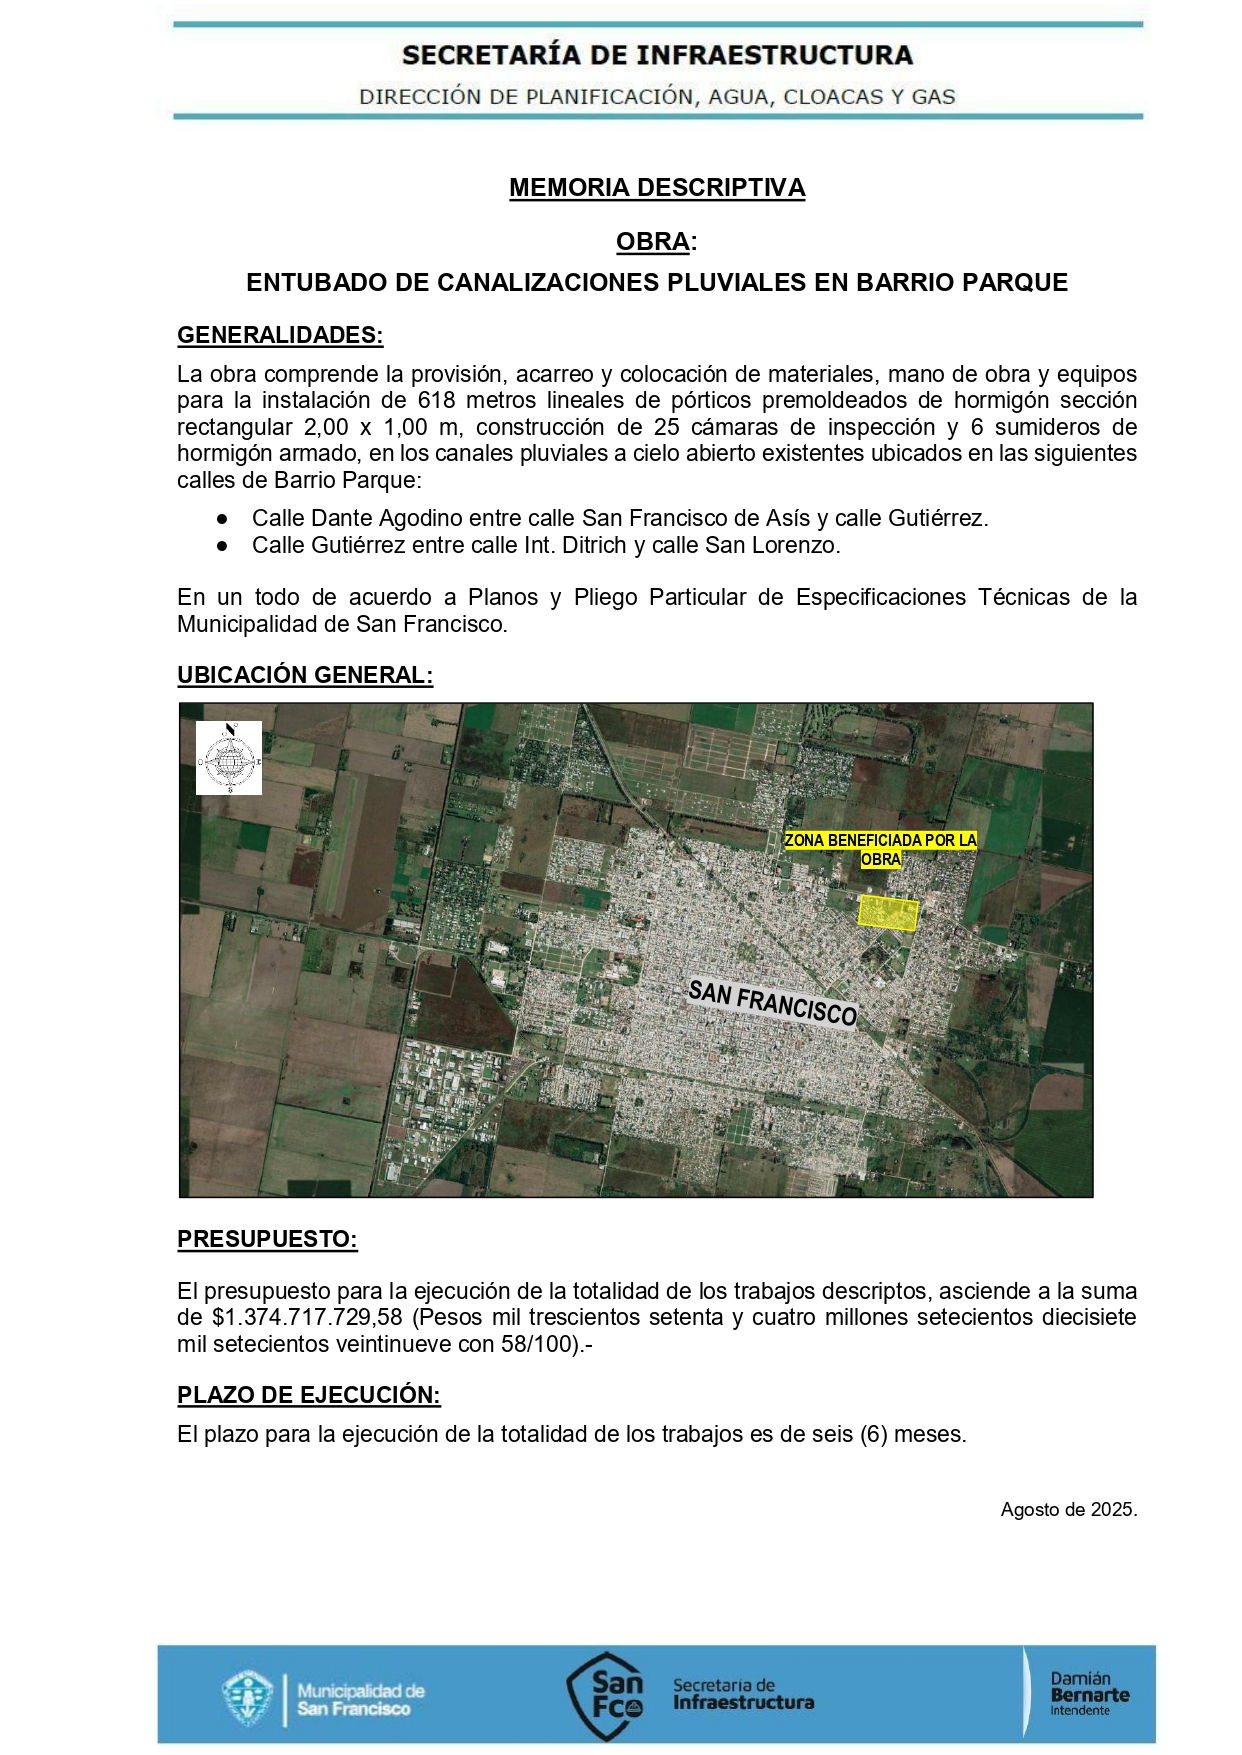 SECRETARÍA DE INFRAESTRUCTURA
DIRECCIÓN DE PLANIFICACIÓN, AGUA, CLOACAS Y GAS
MEMORIA DESCRIPTIVA
OBRA:
ENTUBADO DE CANALIZACIONES PLUVIALES EN BARRIO PARQUE
GENERALIDADES:
La obra comprende la provisión, acarreo y colocación de materiales, mano de obra y equipos
para la instalación de 618 metros lineales de pórticos premoldeados de hormigón sección
rectangular 2,00 x 1,00 m, construcción de 25 cámaras de inspección y 6 sumideros de
hormigón armado, en los canales pluviales a cielo abierto existentes ubicados en las siguientes
calles de Barrio Parque:
● Calle Dante Agodino entre calle San Francisco de Asís y calle Gutiérrez.
● Calle Gutiérrez entre calle Int. Ditrich y calle San Lorenzo.
En un todo de acuerdo a Planos y Pliego Particular de Especificaciones Técnicas de la
Municipalidad de San Francisco.
UBICACIÓN GENERAL:
N
O E
S
ZONA BENEFICIADA POR LA
OBRA
SAN FRANCISCO
PRESUPUESTO:
El presupuesto para la ejecución de la totalidad de los trabajos descriptos, asciende a la suma
de $1.374.717.729,58 (Pesos mil trescientos setenta y cuatro millones setecientos diecisiete
mil setecientos veintinueve con 58/100).-
PLAZO DE EJECUCIÓN:
El plazo para la ejecución de la totalidad de los trabajos es de seis (6) meses.
Agosto de 2025.
Municipalidad de
San Francisco
San
Fco
Secretaría de
Infraestructura
Damián
Bernarte
Intendente